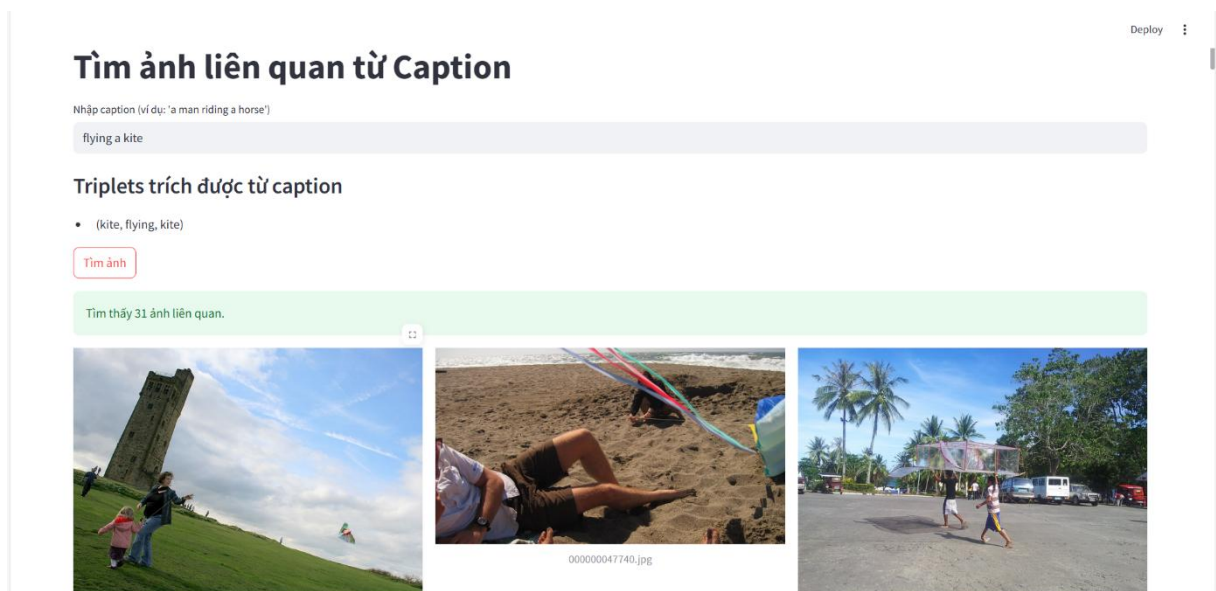 Deploy
Tìm ảnh liên quan từ Caption
Nhập caption (ví dụ: 'a man riding a horse')
flying a kite
Triplets trích được từ caption
(kite, flying, kite)
Tìm ảnh
Tìm thấy 31 ảnh liên quan.
000000047740.jpg